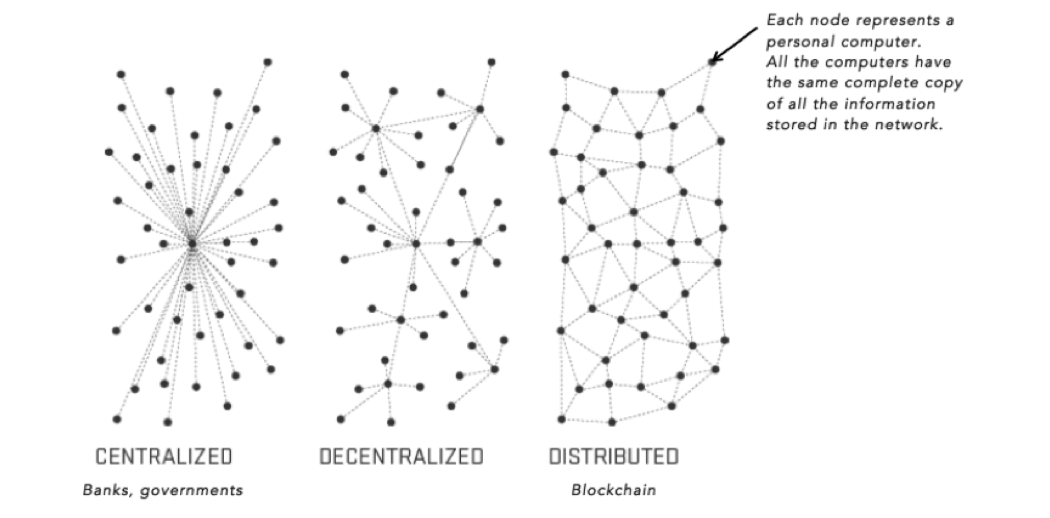 Each node represents a
personal computer.
All the computers have
the same complete copy
of all the information
stored in the network.
CENTRALIZED
DECENTRALIZED
DISTRIBUTED
Banks, governments
Blockchain